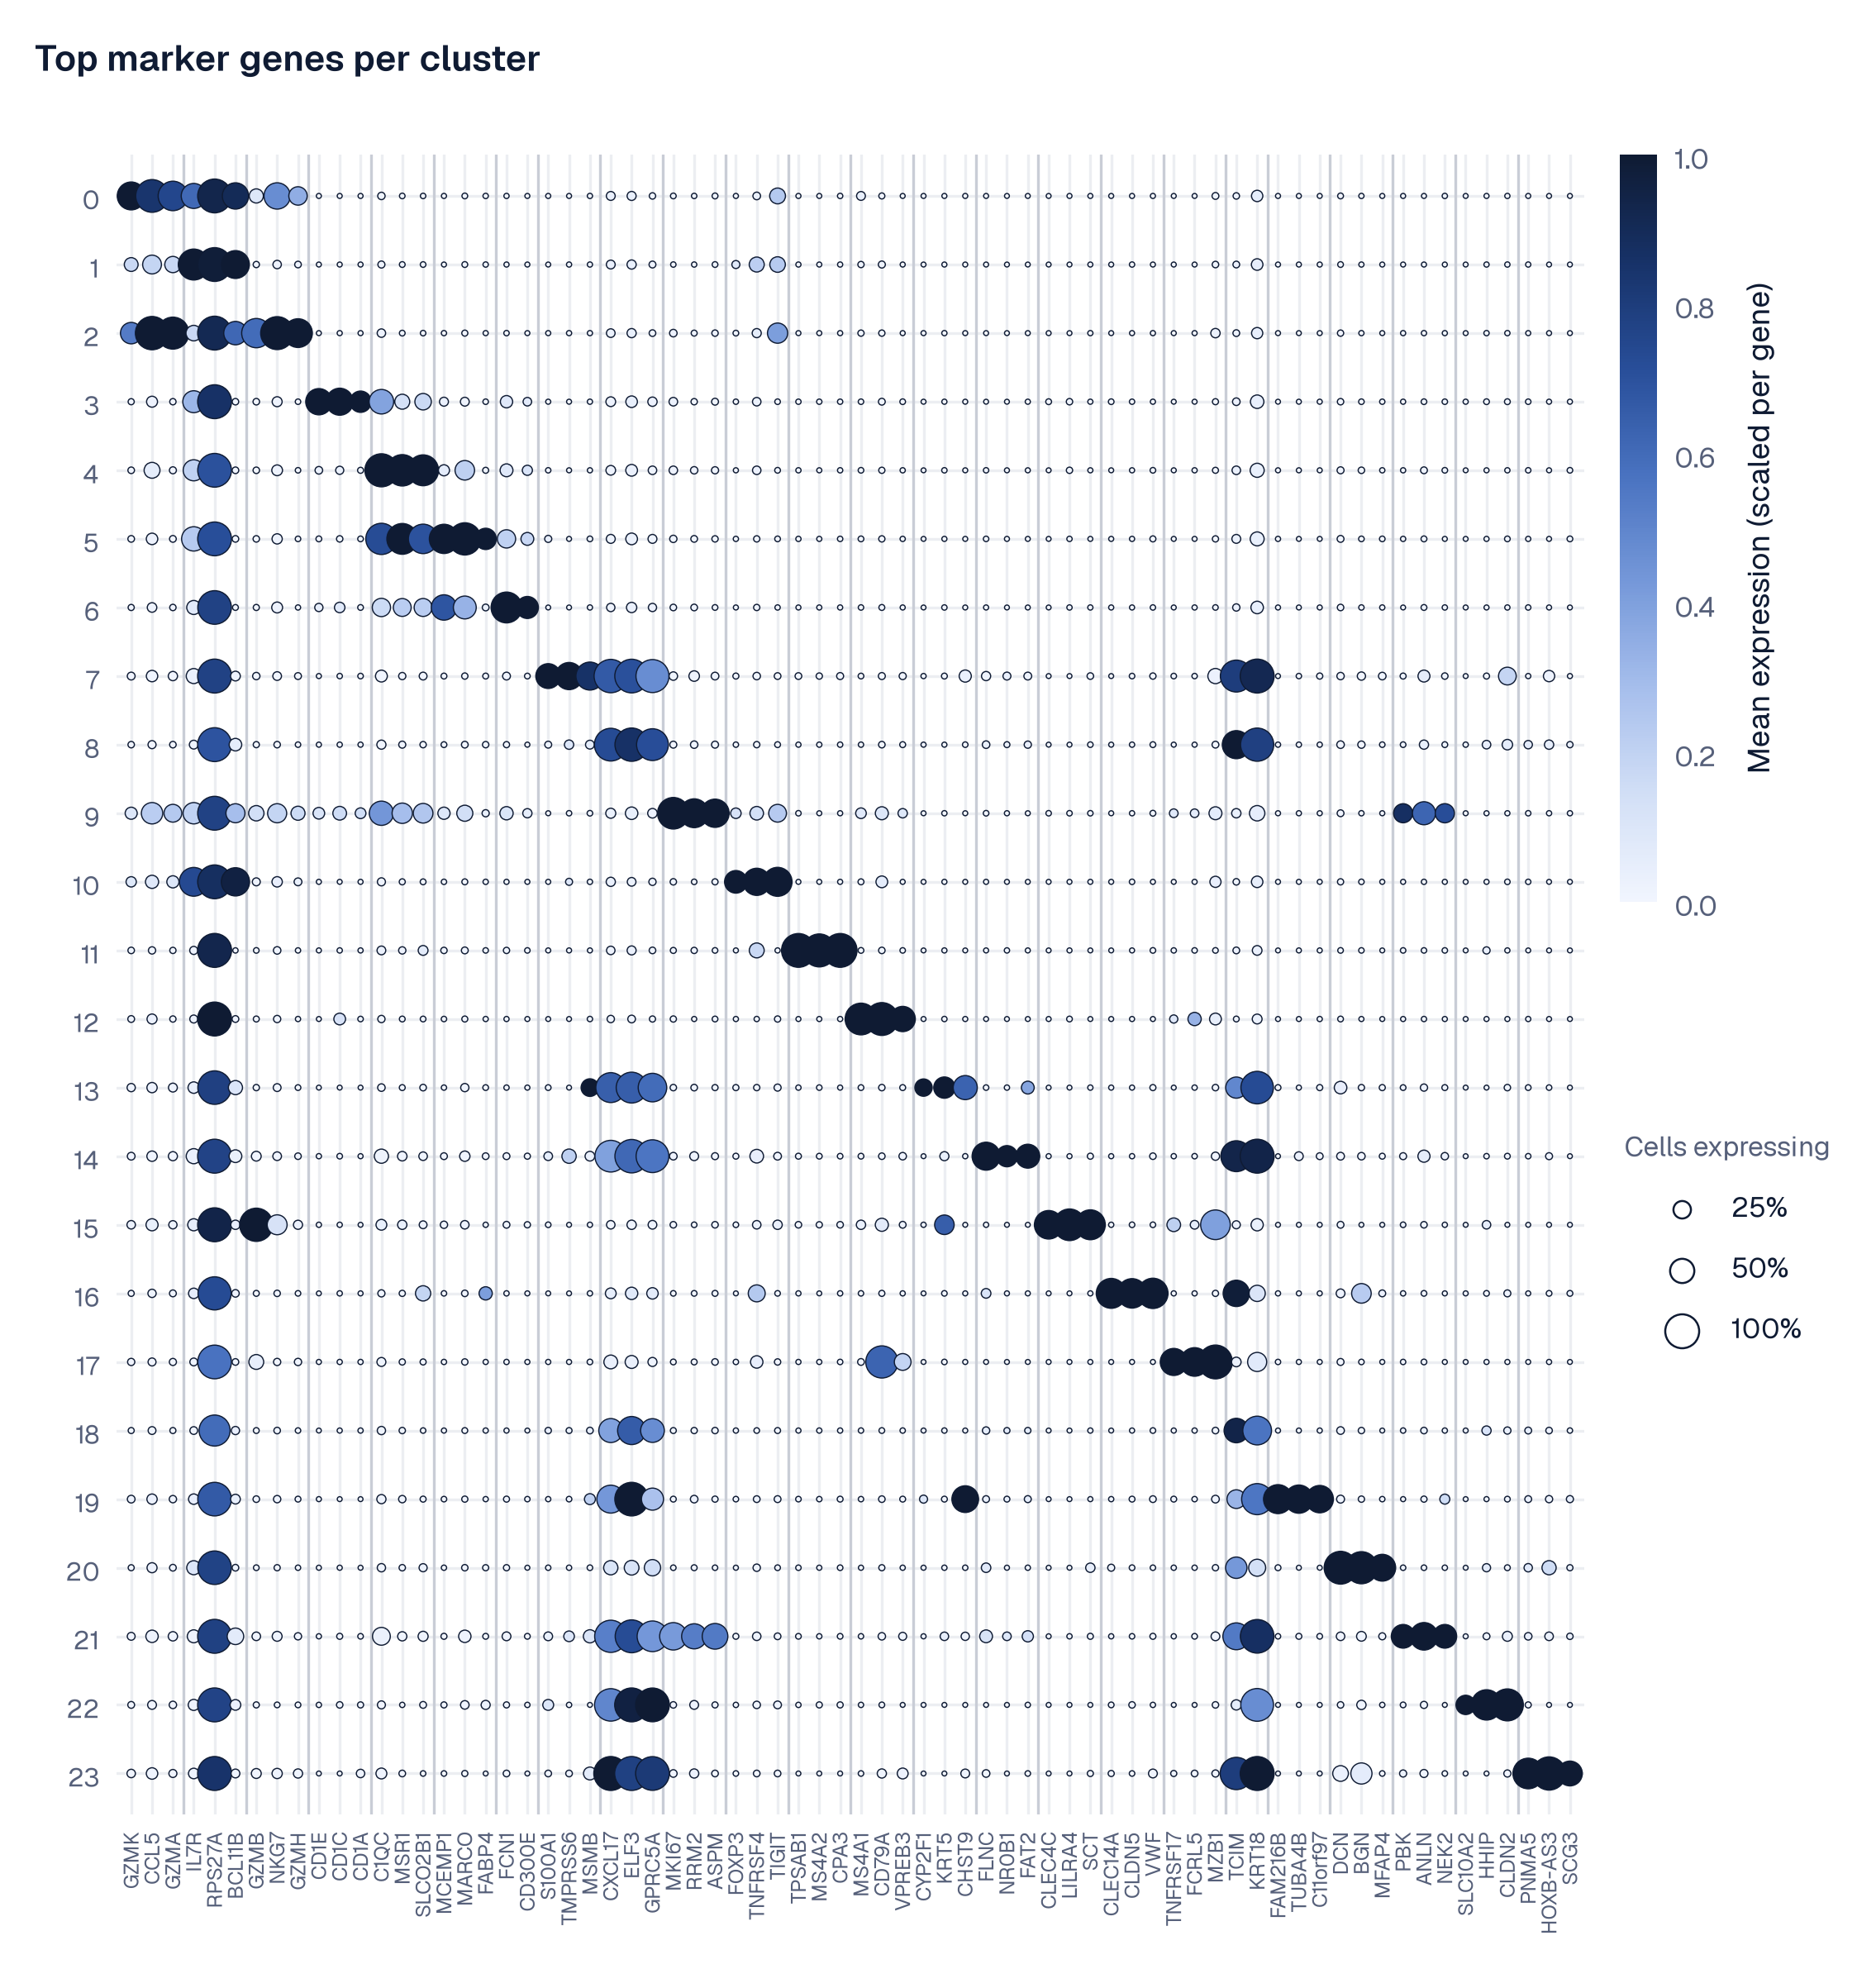 Top marker genes per cluster
0
1
2
3
4
5
6
7
8
9
10
11
12
13
14
15
16
17
18
19
20
21
22
23
GZMK
CCL5
GZMA
IL7R
RPS27A
BCL11B
GZMB
NKG7
GZMH
CD1E
CD1C
CD1A
C1QC
MSR1
SLCO2B1
MCEMP1
MARCO
FABP4
FCN1
CD300E
S100A1
TMPRSS6
MSMB
CXCL17
ELF3
GPRC5A
MKI67
RRM2
ASPM
FOXP3
TNFRSF4
TIGIT
TPSAB1
MS4A2
CPA3
MS4A1
CD79A
VPREB3
CYP2F1
KRT5
CHST9
FLNC
NR0B1
FAT2
CLEC4C
LILRA4
SCT
CLEC14A
CLDN5
VWF
TNFRSF17
FCRL5
MZB1
TCIM
KRT18
FAM216B
TUBA4B
C11orf97
DCN
BGN
MFAP4
PBK
ANLN
NEK2
SLC10A2
HHIP
CLDN2
PNMA5
HOXB-AS3
SCG3
1.0
0.8
0.6
0.4
0.2
0.0
Mean expression (scaled per gene)
Cells expressing
25%
50%
100%